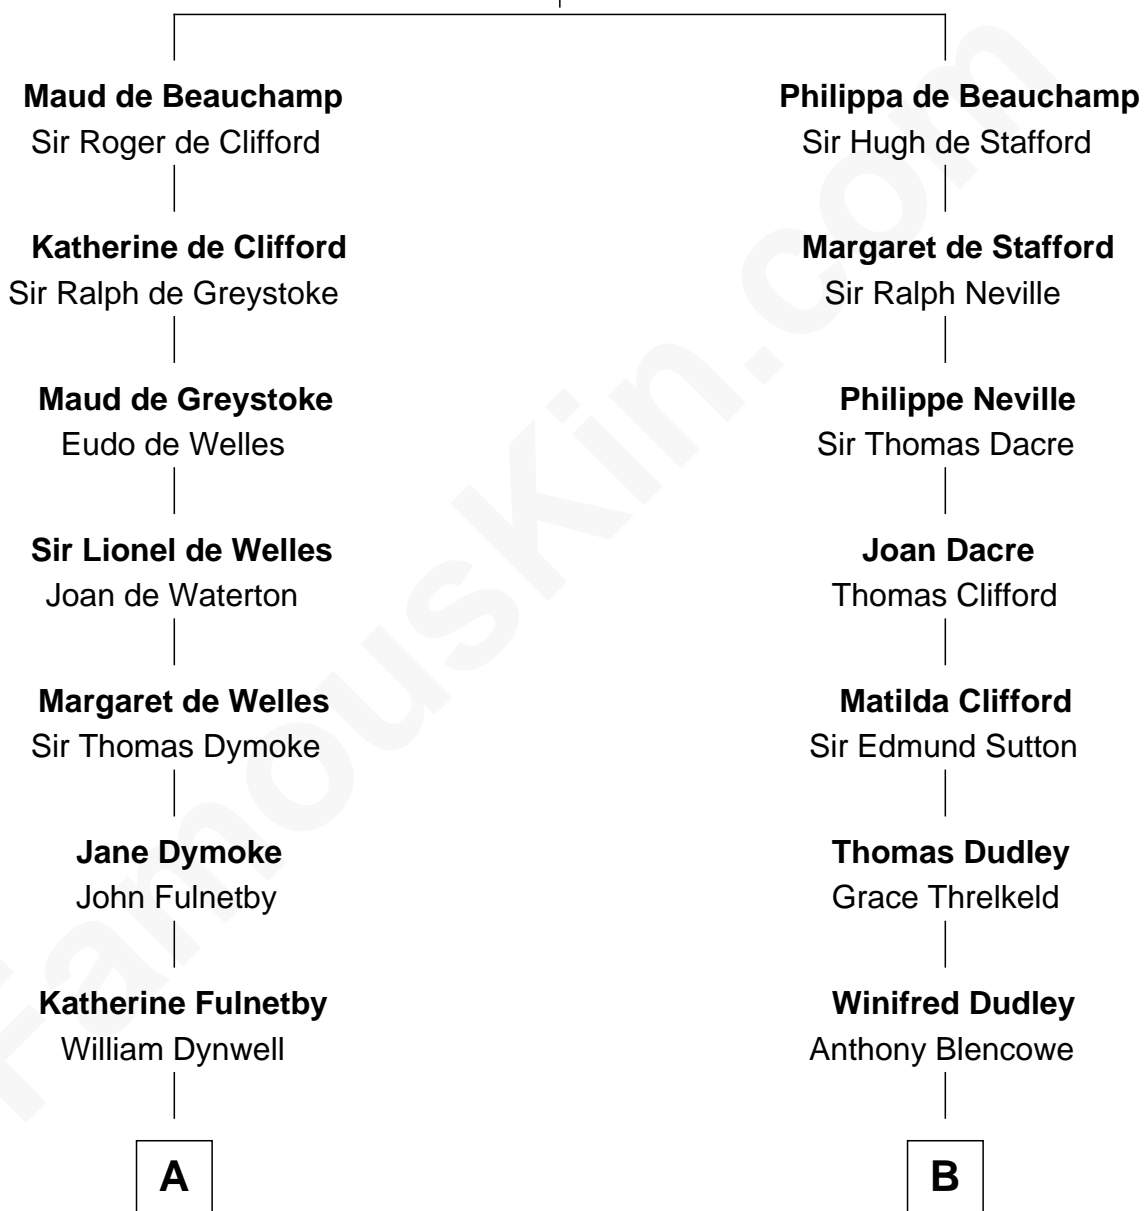 Maud de Beauchamp
Sir Roger de Clifford
Katherine de Clifford
Sir Ralph de Greystoke
Maud de Greystoke
Eudo de Welles
Sir Lionel de Welles
Joan de Waterton
Margaret de Welles
Sir Thomas Dymoke
Jane Dymoke
John Fulnetby
Katherine Fulnetby
William Dynwell
A
Philippa de Beauchamp
Sir Hugh de Stafford
Margaret de Stafford
Sir Ralph Neville
Philippe Neville
Sir Thomas Dacre
Joan Dacre
Thomas Clifford
Matilda Clifford
Sir Edmund Sutton
Thomas Dudley
Grace Threlkeld
Winifred Dudley
Anthony Blencowe
B
FamousKin.com